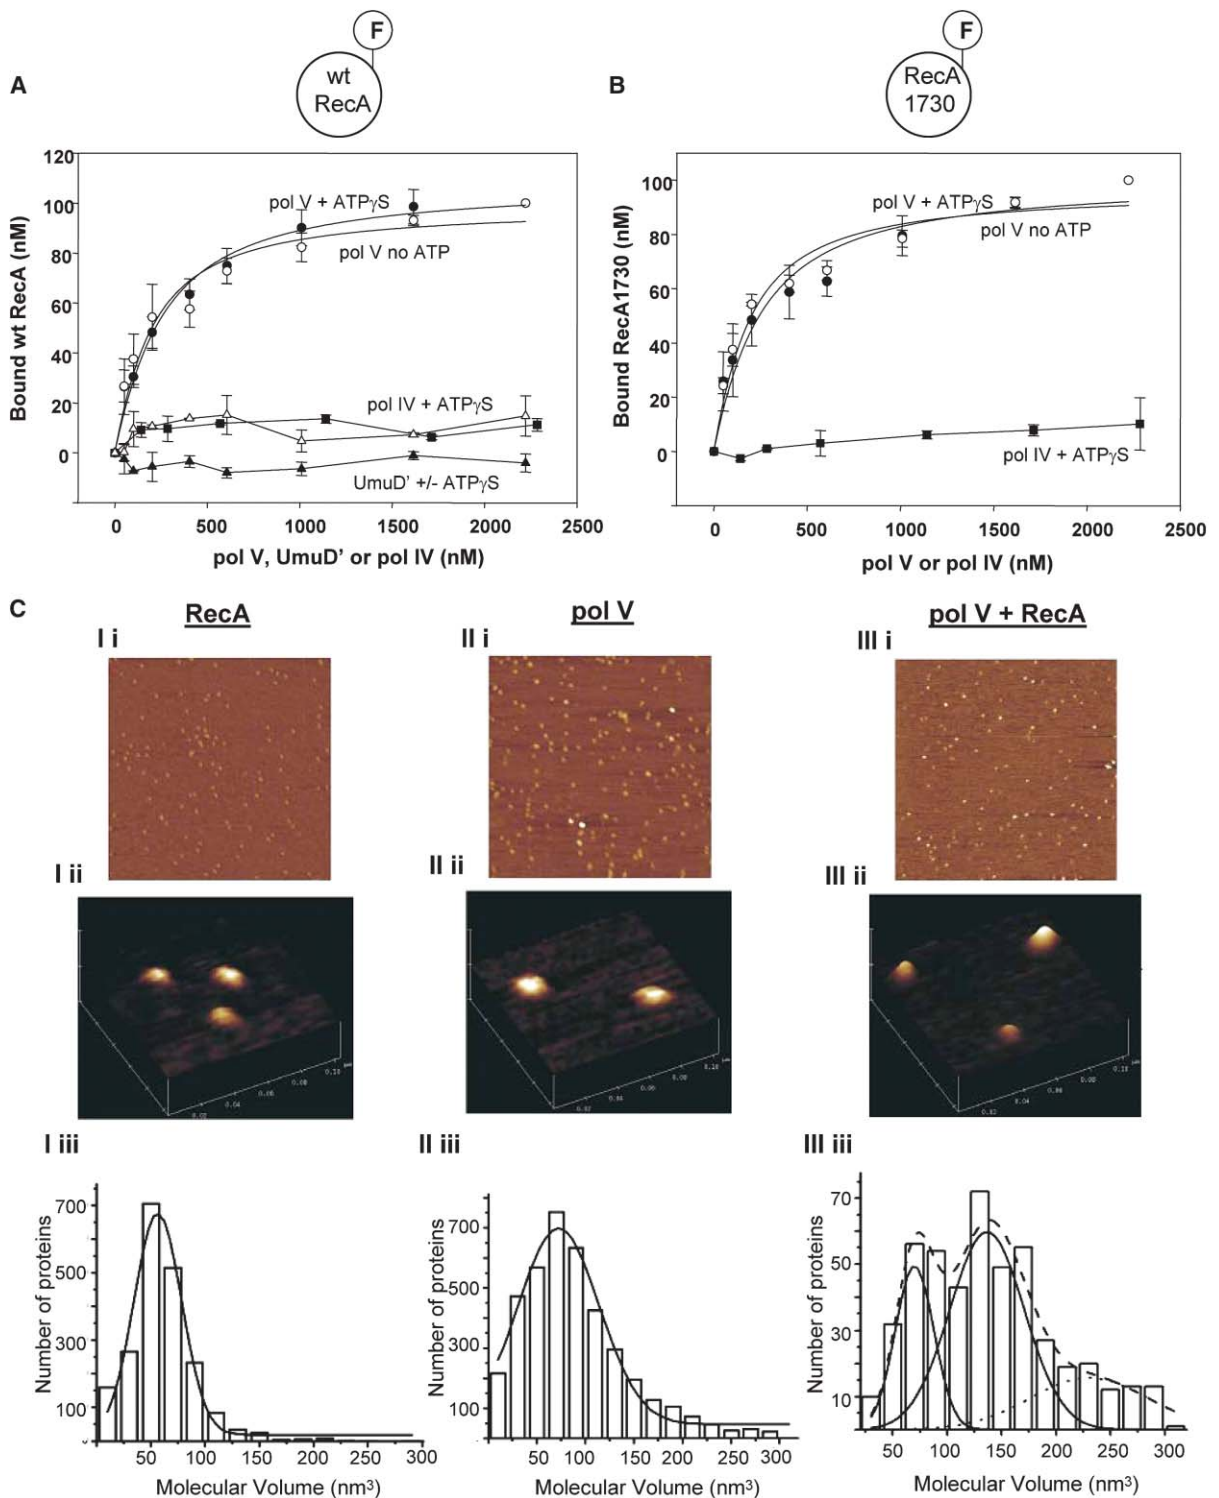 F
F
A
wt
RecA
B
RecA
1730
120
100
80
60
40
20
0
Bound wt RecA (nM)
pol V + ATPγS
pol V no ATP
pol IV + ATPγS
UmuD' +/- ATPγS
0 500 1000 1500 2000 2500
pol V, UmuD' or pol IV (nM)
100
80
60
40
20
0
Bound RecA1730 (nM)
pol V + ATPγS
pol V no ATP
pol IV + ATPγS
0 500 1000 1500 2000 2500
pol V or pol IV (nM)
C
RecA
pol V
pol V + RecA
I i
II i
III i
I ii
II ii
III ii
I iii
II iii
III iii
700
500
300
100
Number of proteins
50 100 150 200 250 300
Molecular Volume (nm³)
700
500
300
100
Number of proteins
50 100 150 200 250 300
Molecular Volume (nm³)
70
50
30
10
Number of proteins
50 100 150 200 250 300
Molecular Volume (nm³)